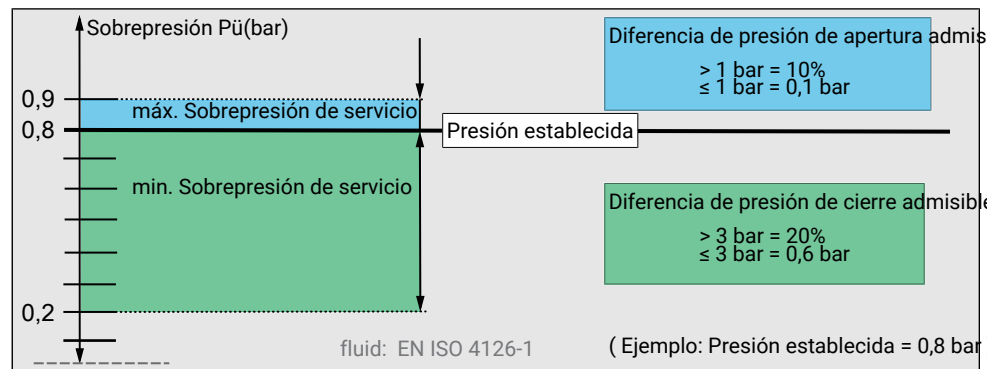 Sobrepresión Pü(bar)
Diferencia de presión de apertura admis
> 1 bar = 10%
≤ 1 bar = 0,1 bar
0,9
máx. Sobrepresión de servicio
0,8
Presión establecida
min. Sobrepresión de servicio
Diferencia de presión de cierre admisible
> 3 bar = 20%
≤ 3 bar = 0,6 bar
0,2
fluid: EN ISO 4126-1
( Ejemplo: Presión establecida = 0,8 bar